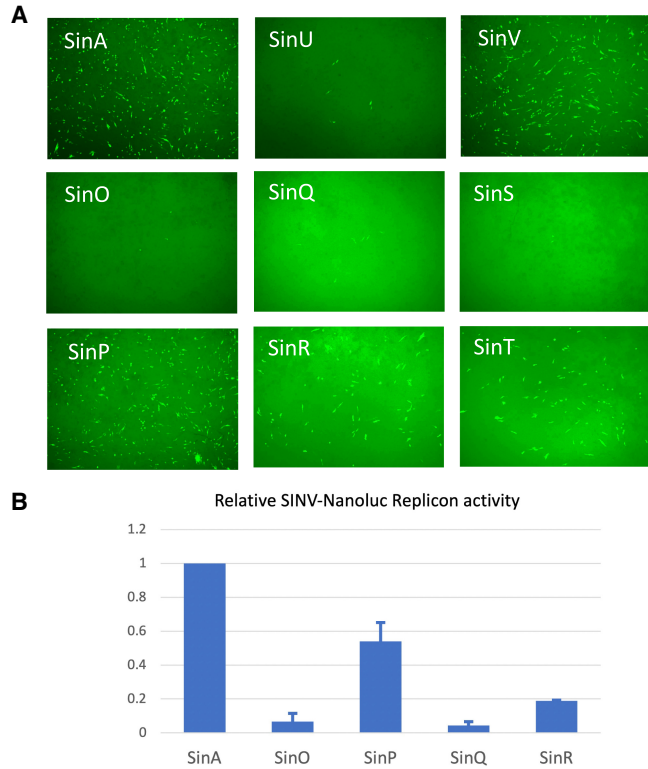 A
SinA
SinU
SinV
SinO
SinQ
SinS
SinP
SinR
SinT
B
Relative SINV-Nanoluc Replicon activity
1.2
1
0.8
0.6
0.4
0.2
0
SinA SinO SinP SinQ SinR